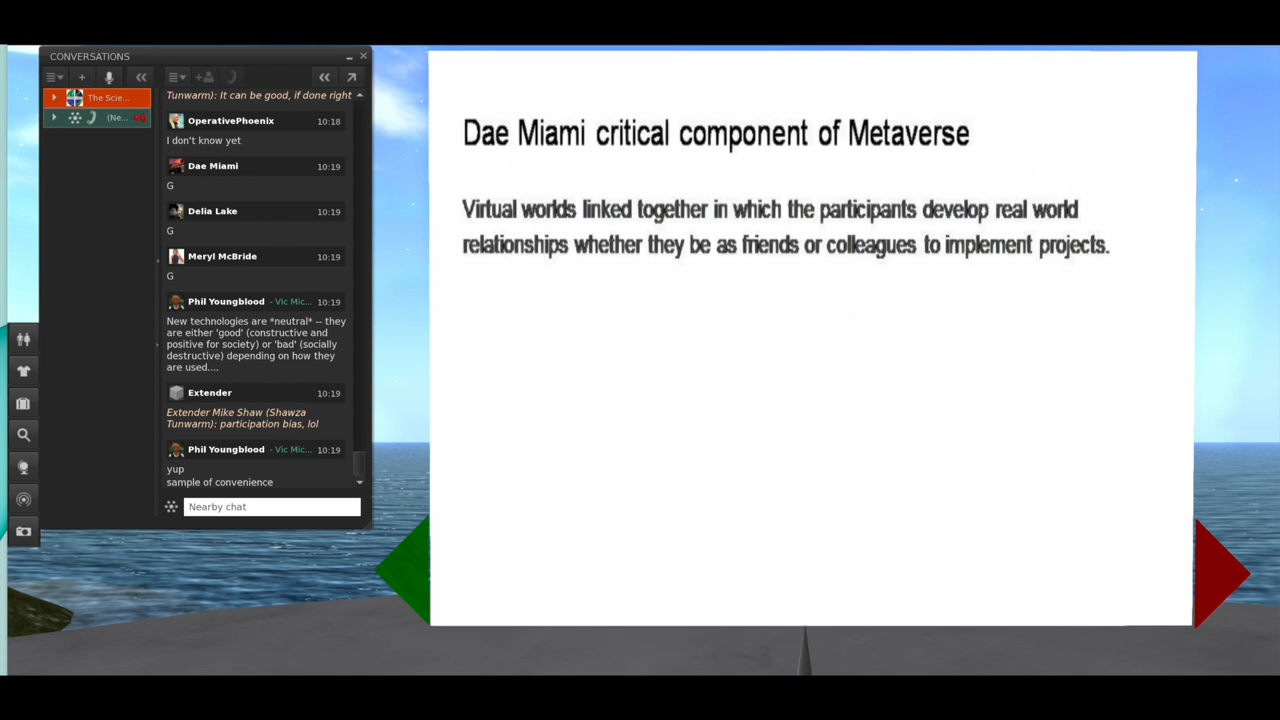 CONVERSATIONS
The Scie...
(Ne...
Tunwarm): It can be good, if done right
OperativePhoenix 10:18
I don't know yet
Dae Miami 10:19
G
Delia Lake 10:19
G
Meryl McBride 10:19
G
Phil Youngblood - Vic Mic... 10:19
New technologies are *neutral* -- they
are either 'good' (constructive and
positive for society) or 'bad' (socially
destructive) depending on how they
are used....
Extender 10:19
Extender Mike Shaw (Shawza
Tunwarm): participation bias, lol
Phil Youngblood - Vic Mic... 10:19
yup
sample of convenience
Nearby chat
Dae Miami critical component of Metaverse
Virtual worlds linked together in which the participants develop real world
relationships whether they be as friends or colleagues to implement projects.